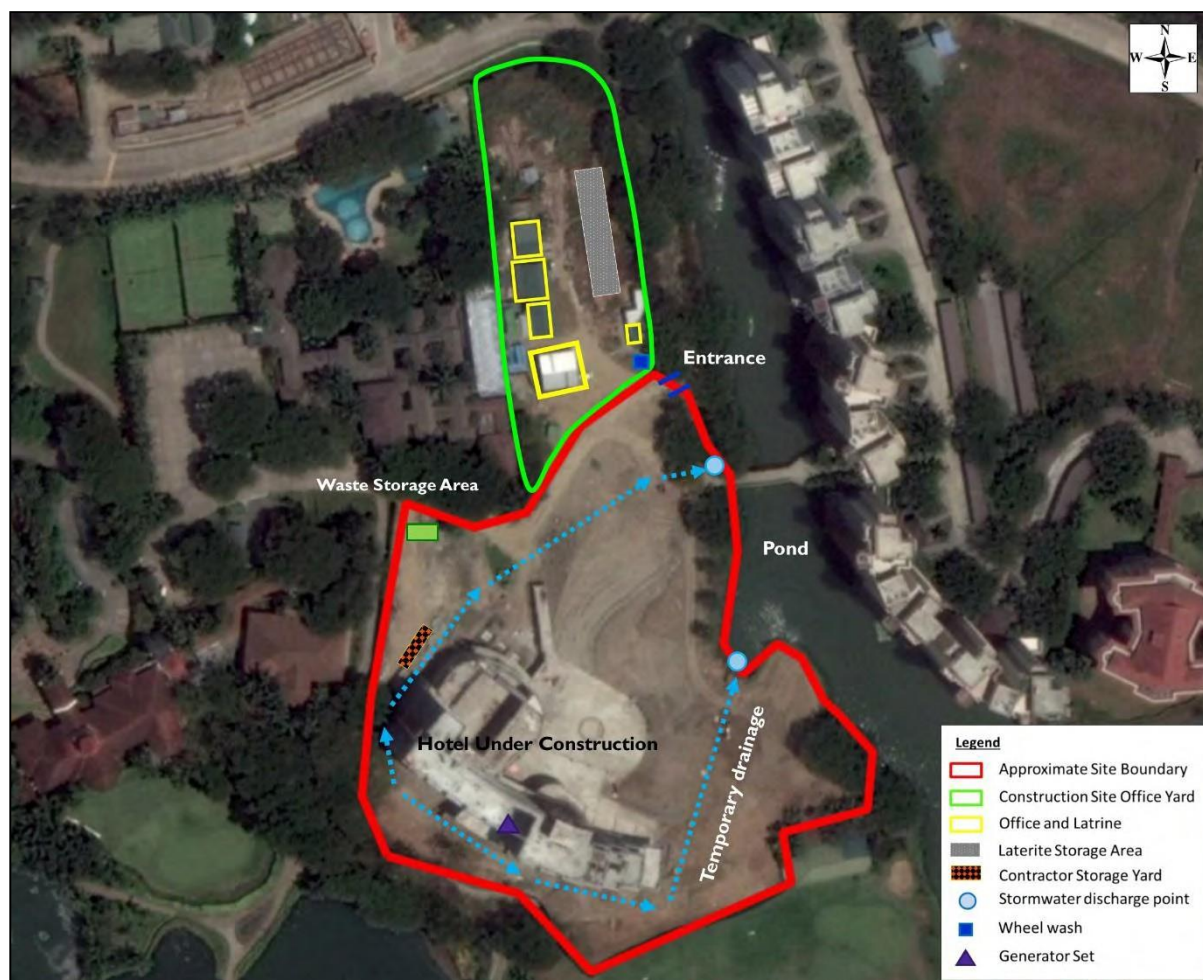 N
W E
S
Entrance
Waste Storage Area
Pond
Hotel Under Construction
Temporary drainage
Legend
Approximate Site Boundary
Construction Site Office Yard
Office and Latrine
Laterite Storage Area
Contractor Storage Yard
Stormwater discharge point
Wheel wash
Generator Set